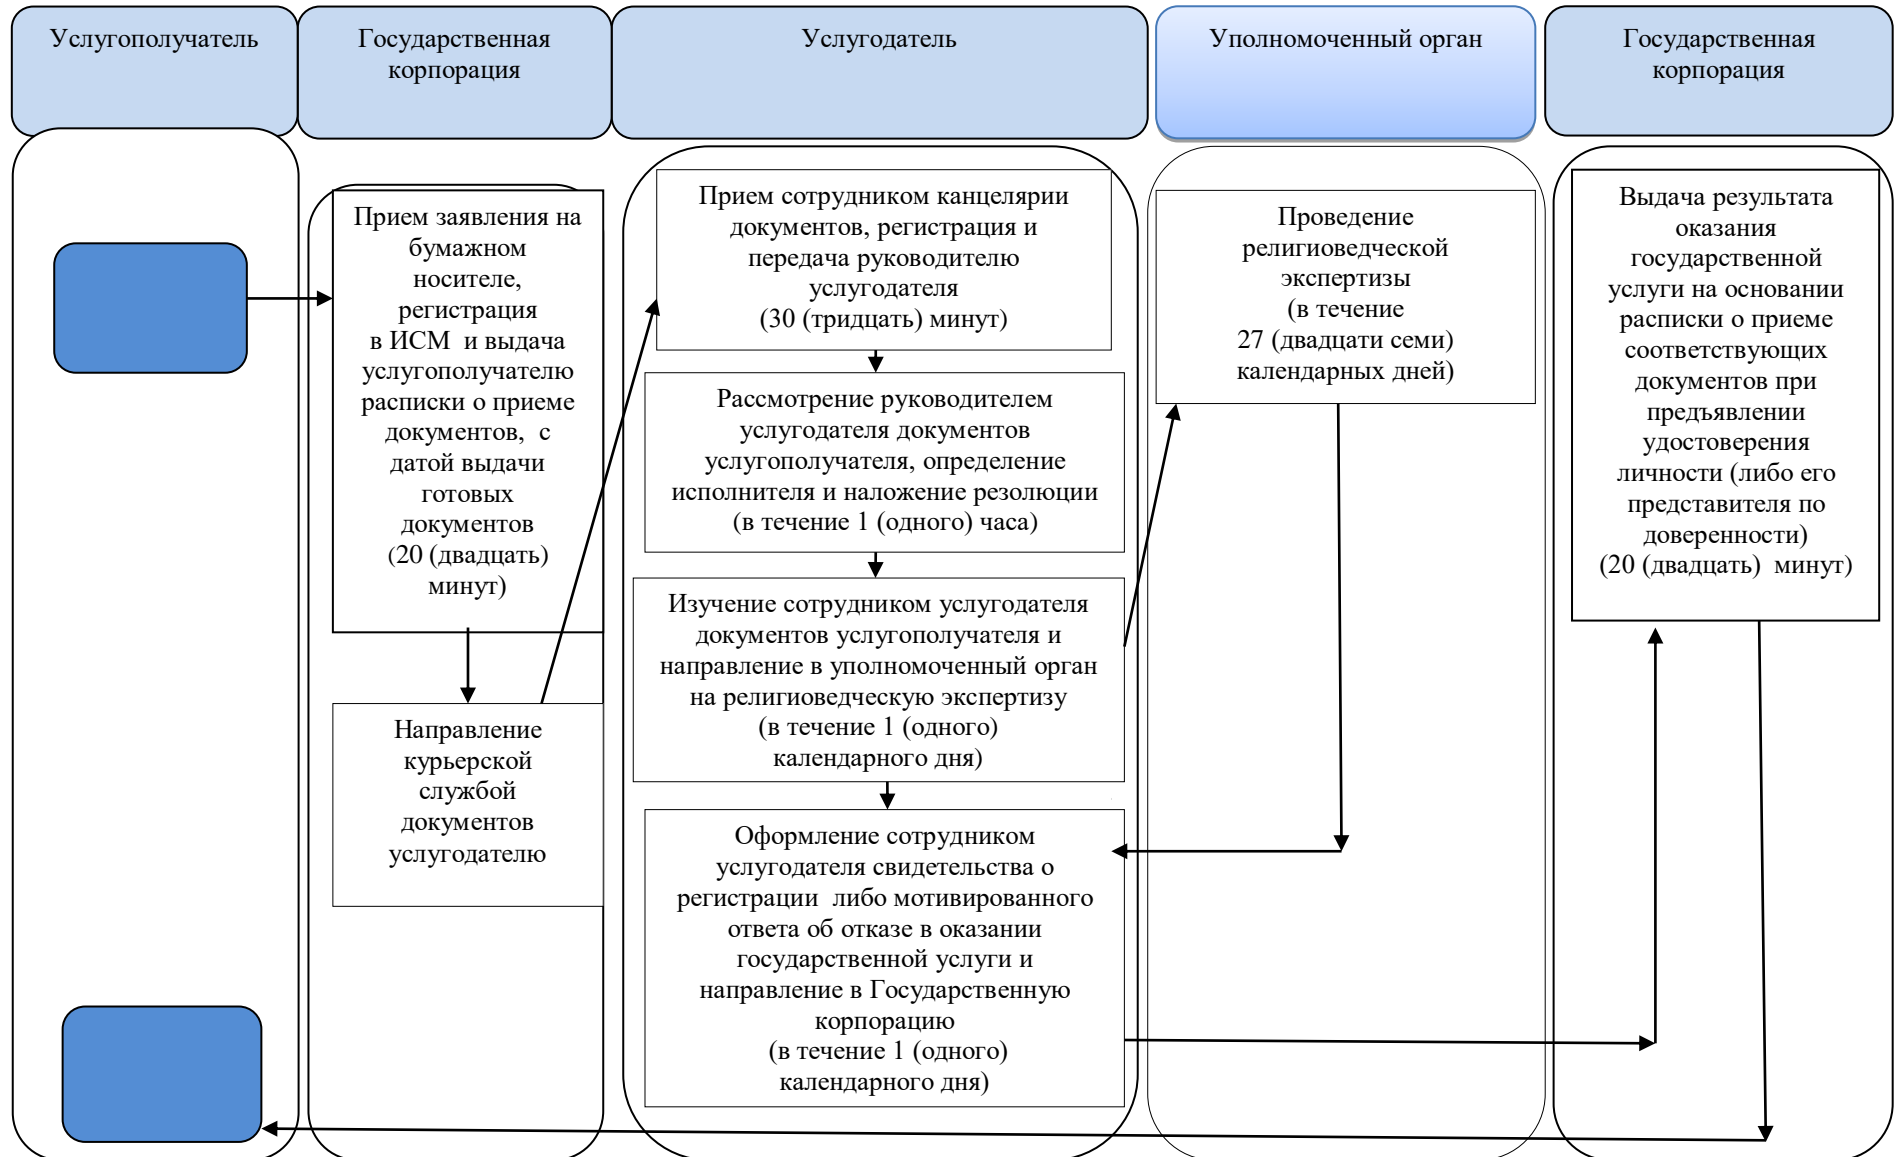 Услугополучатель
Государственная
корпорация
Услугодатель
Уполномоченный орган
Государственная
корпорация
Прием заявления на
бумажном
носителе,
регистрация
в ИСМ и выдача
услугополучателю
расписки о приеме
документов, с
датой выдачи
готовых
документов
(20 (двадцать)
минут)
Направление
курьерской
службой
документов
услугодателю
Прием сотрудником канцелярии
документов, регистрация и
передача руководителю
услугодателя
(30 (тридцать) минут)
Рассмотрение руководителем
услугодателя документов
услугополучателя, определение
исполнителя и наложение резолюции
(в течение 1 (одного) часа)
Изучение сотрудником услугодателя
документов услугополучателя и
направление в уполномоченный орган
на религиоведческую экспертизу
(в течение 1 (одного)
календарного дня)
Оформление сотрудником
услугодателя свидетельства о
регистрации либо мотивированного
ответа об отказе в оказании
государственной услуги и
направление в Государственную
корпорацию
(в течение 1 (одного)
календарного дня)
Проведение
религиоведческой
экспертизы
(в течение
27 (двадцати семи)
календарных дней)
Выдача результата
оказания
государственной
услуги на основании
расписки о приеме
соответствующих
документов при
предъявлении
удостоверения
личности (либо его
представителя по
доверенности)
(20 (двадцать) минут)